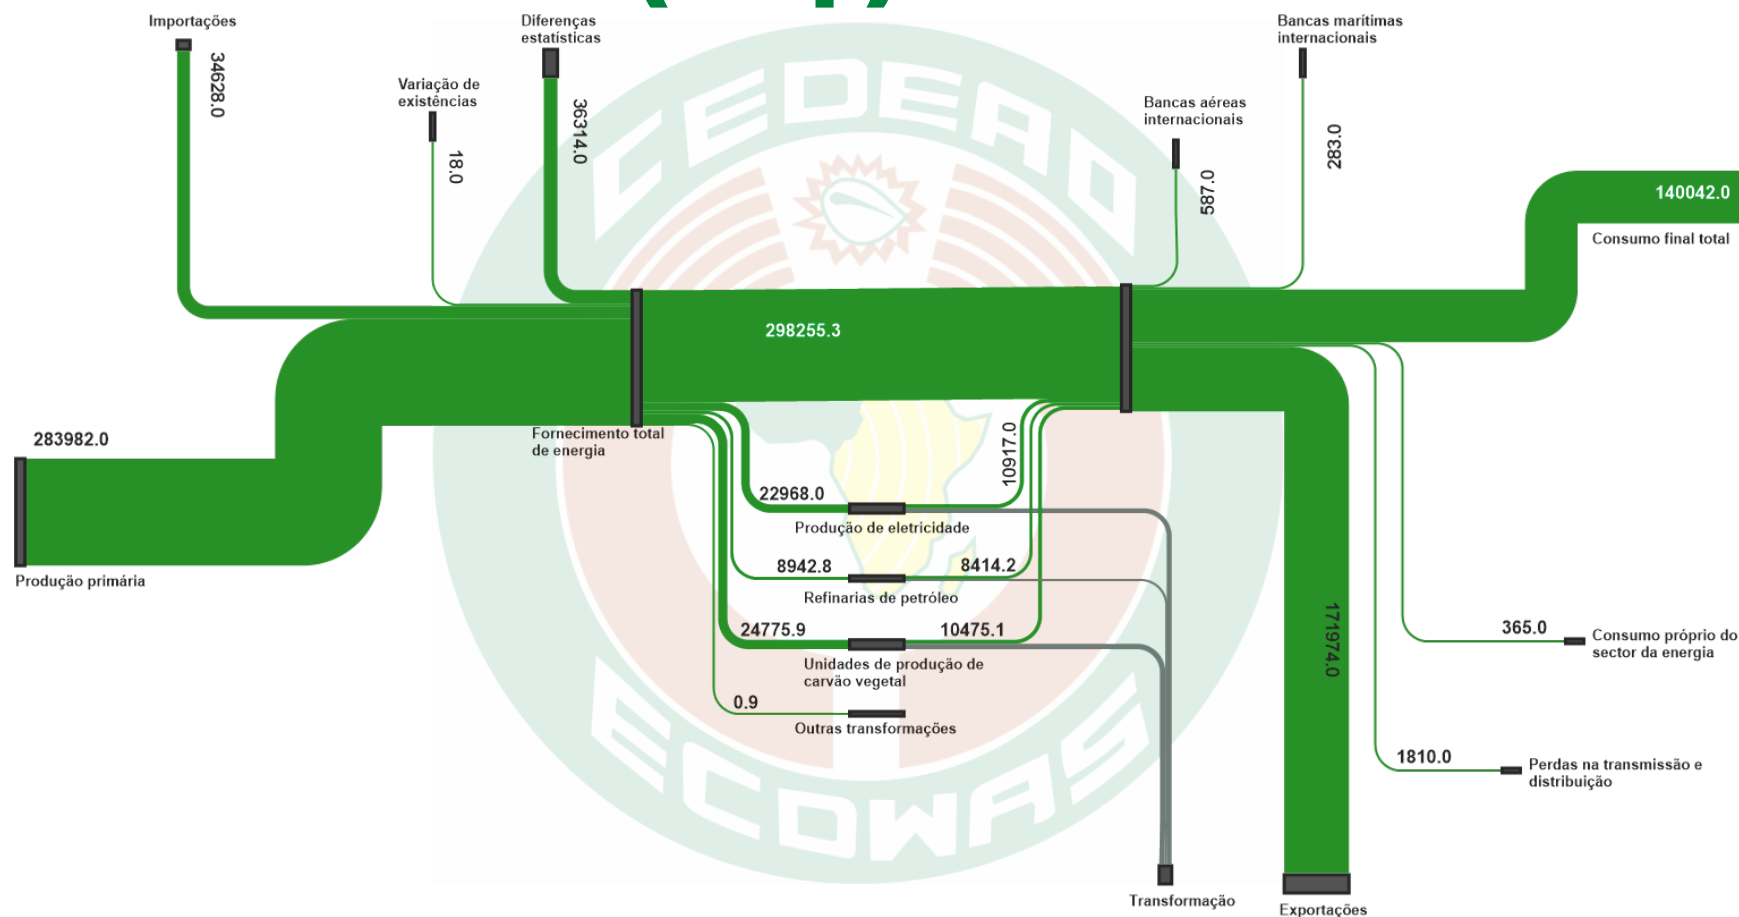 Importações
34628.0
Variação de
existências
18.0
Diferenças
estatísticas
36314.0
Bancas marítimas
internacionais
283.0
Bancas aéreas
internacionais
587.0
CEDEAO
140042.0
Consumo final total
298255.3
283982.0
Produção primária
Fornecimento total
de energia
22968.0
10917.0
Produção de eletricidade
8942.8
8414.2
Refinarias de petróleo
24775.9
10475.1
Unidades de produção de
carvão vegetal
0.9
Outras transformações
171974.0
365.0
Consumo próprio do
sector da energia
1810.0
Perdas na transmissão e
distribuição
ECOWAS
Transformação
Exportações